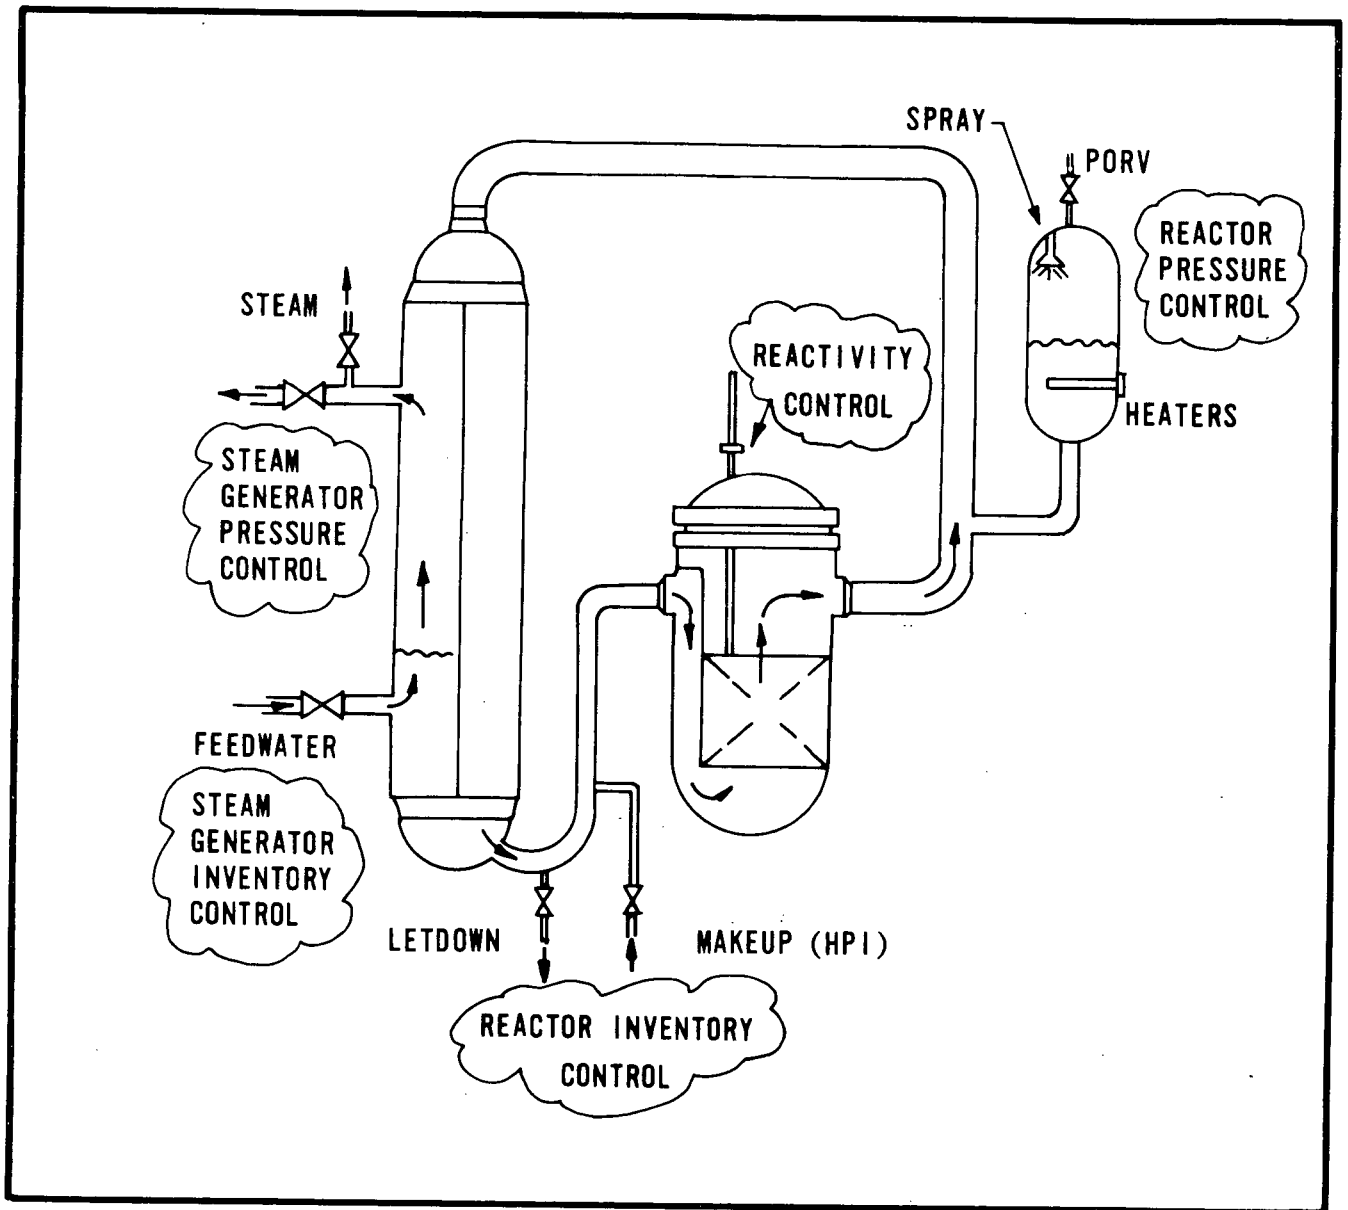 SPRAY
PORV
REACTOR
PRESSURE
CONTROL
STEAM
REACTIVITY
CONTROL
HEATERS
STEAM
GENERATOR
PRESSURE
CONTROL
FEEDWATER
STEAM
GENERATOR
INVENTORY
CONTROL
LETDOWN
MAKEUP (HPI)
REACTOR INVENTORY
CONTROL